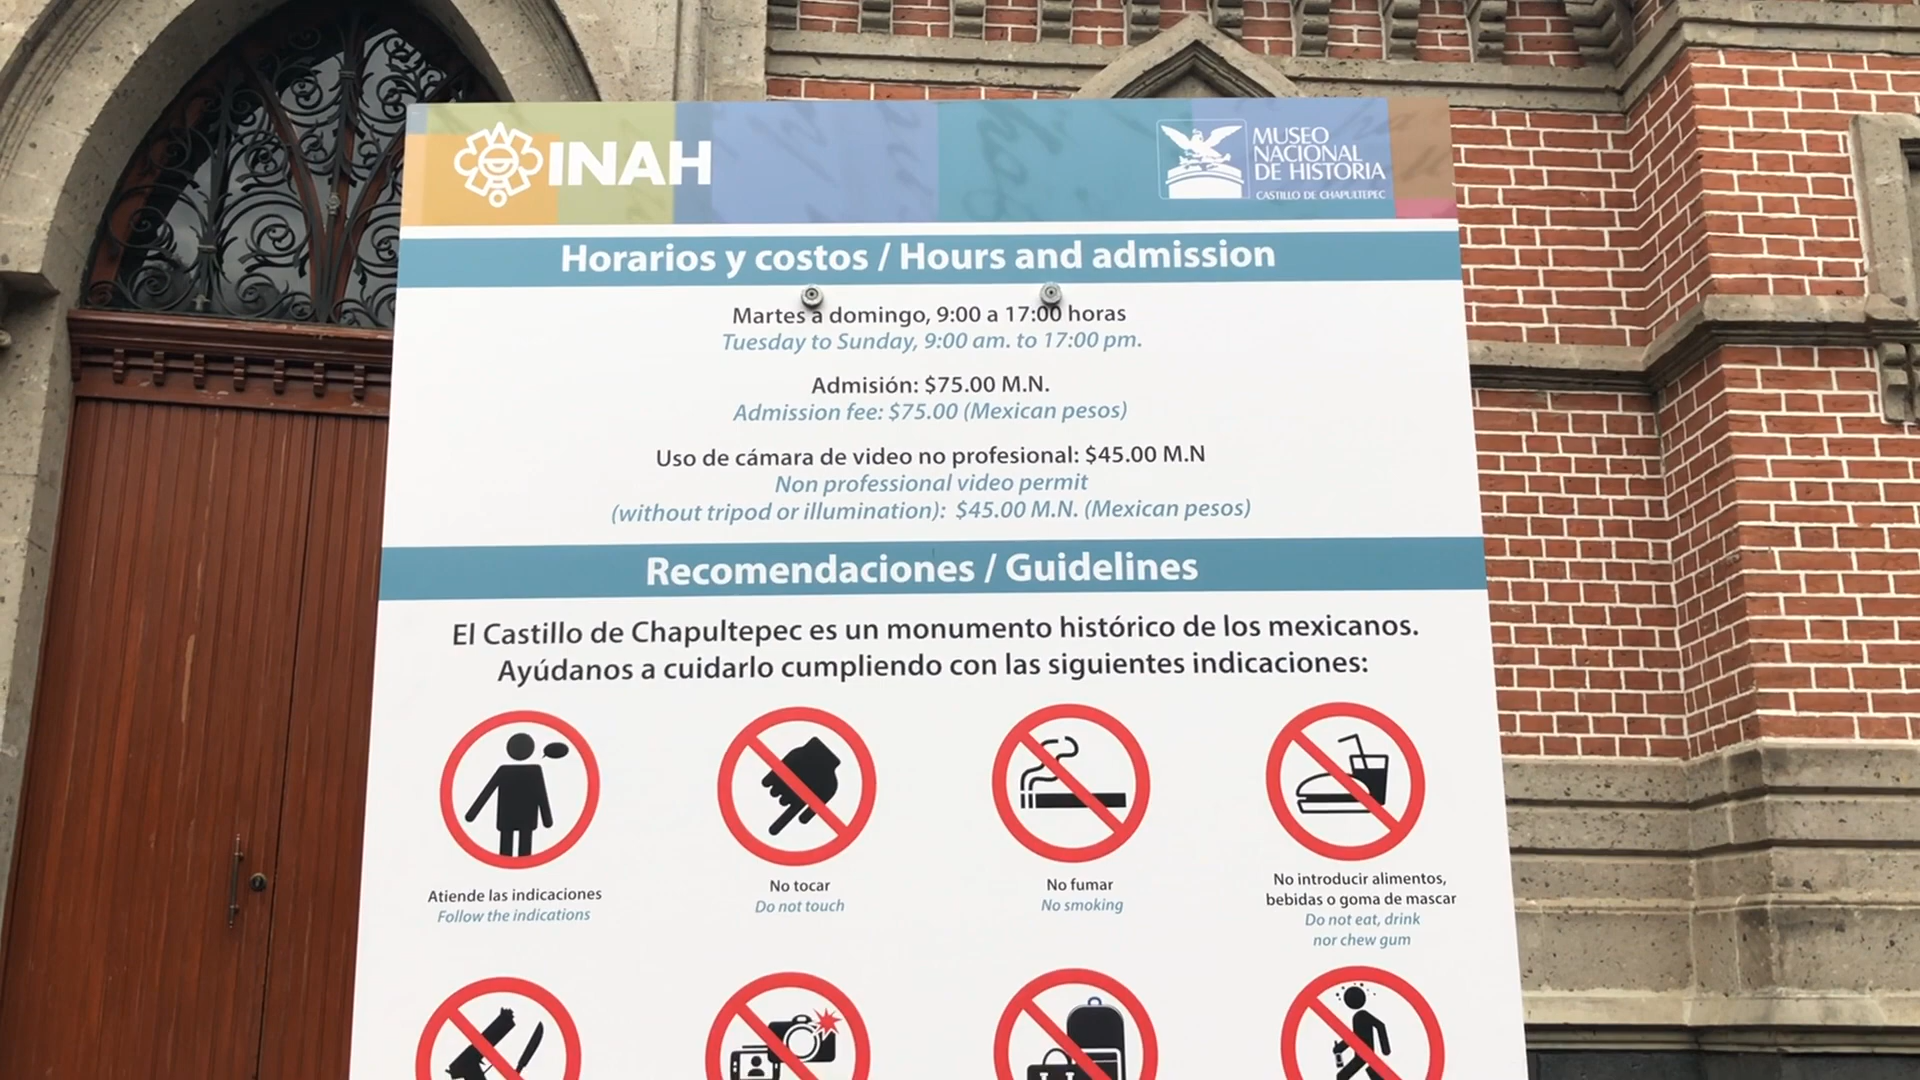 INAH
MUSEO
NACIONAL
DE HISTORIA
CASTILLO DE CHAPULTEPEC
Horarios y costos / Hours and admission
Martes a domingo, 9:00 a 17:00 horas
Tuesday to Sunday, 9:00 am. to 17:00 pm.
Admisión: $75.00 M.N.
Admission fee: $75.00 (Mexican pesos)
Uso de cámara de video no profesional: $45.00 M.N
Non professional video permit
(without tripod or illumination): $45.00 M.N. (Mexican pesos)
Recomendaciones / Guidelines
El Castillo de Chapultepec es un monumento histórico de los mexicanos.
Ayúdanos a cuidarlo cumpliendo con las siguientes indicaciones:
Atiende las indicaciones
Follow the indications
No tocar
Do not touch
No fumar
No smoking
No introducir alimentos,
bebidas o goma de mascar
Do not eat, drink
nor chew gum